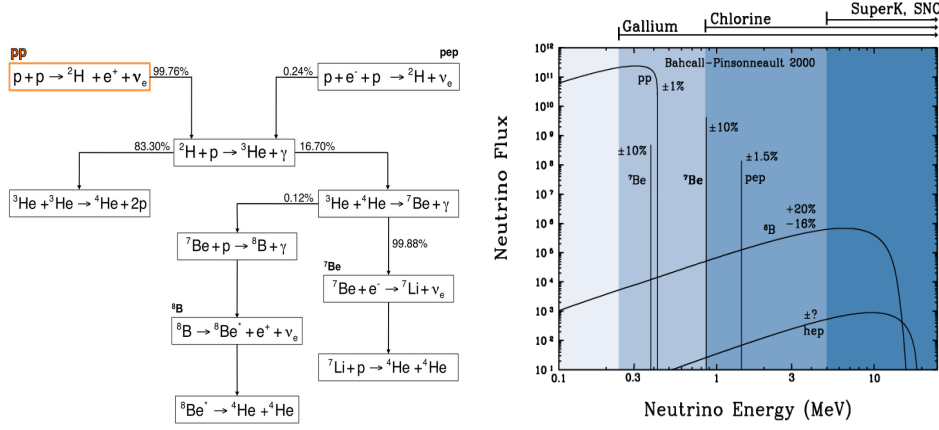 pp
pep
p+p → ²H + e⁺ + νₑ
99.76%
0.24%
p+e⁻+p → ²H + νₑ
83.30%
²H+p → ³He + γ
16.70%
³He + ³He → ⁴He + 2p
0.12%
³He + ⁴He → ⁷Be + γ
⁷Be + p → ⁸B + γ
99.88%
⁷Be
⁷Be + e⁻ → ⁷Li + νₑ
⁸B
⁸B → ⁸Be* + e⁺ + νₑ
⁷Li + p → ⁴He + ⁴He
⁸Be* → ⁴He + ⁴He
SuperK, SNO
Chlorine
Gallium
Bahcall-Pinsonneault 2000
Neutrino Flux
10¹²
10¹¹
10¹⁰
10⁹
10⁸
10⁷
10⁶
10⁵
10⁴
10³
10²
10¹
pp
±1%
±10%
±10%
±1.5%
⁷Be
⁷Be
pep
+20%
−16%
⁸B
±?
hep
0.1
0.3
1
3
10
Neutrino Energy (MeV)